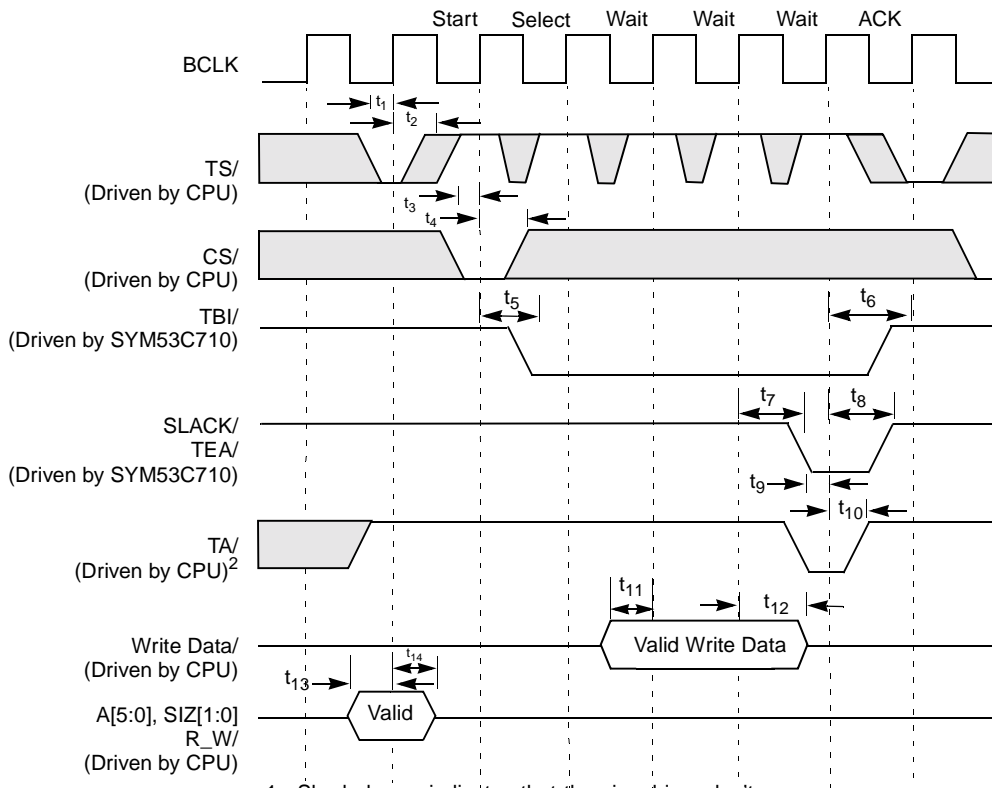 Start Select Wait Wait Wait ACK
BCLK
t1
t2
TS/
(Driven by CPU)
t3
t4
CS/
(Driven by CPU)
t5
t6
TBI/
(Driven by SYM53C710)
t7
t8
SLACK/
TEA/
(Driven by SYM53C710)
t9
t10
TA/
(Driven by CPU)2
t11
t12
Write Data/
(Driven by CPU)
Valid Write Data
t13
t14
A[5:0], SIZ[1:0]
R_W/
(Driven by CPU)
Valid